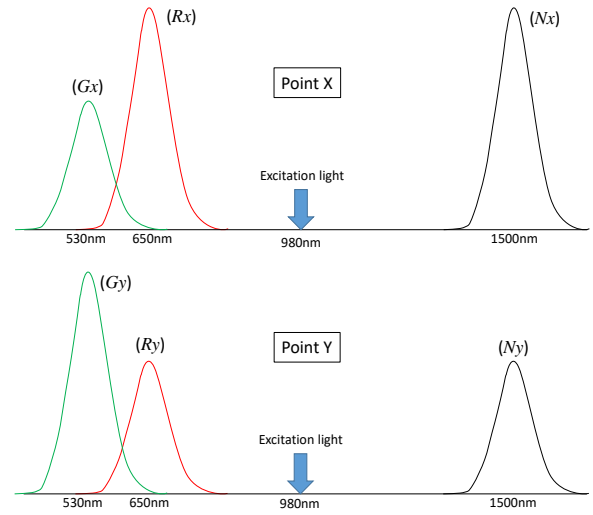 (Rx)
(Nx)
Point X
(Gx)
Excitation light
530nm 650nm 980nm 1500nm
(Gy)
Point Y
(Ry)
(Ny)
Excitation light
530nm 650nm 980nm 1500nm